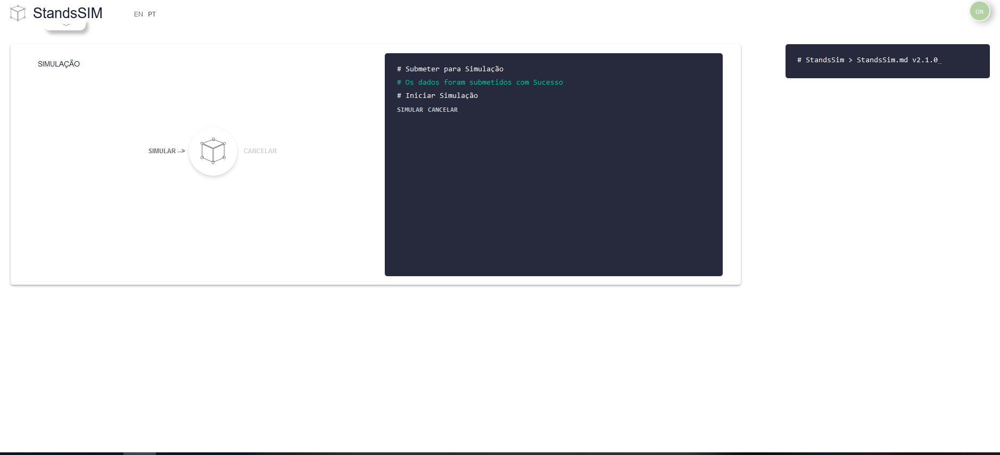 StandsSIM
EN PT
ON
SIMULAÇÃO
SIMULAR -->
CANCELAR
# Submeter para Simulação
# Os dados foram submetidos com Sucesso
# Iniciar Simulação
SIMULAR CANCELAR
# StandsSim > StandsSim.md v2.1.0_